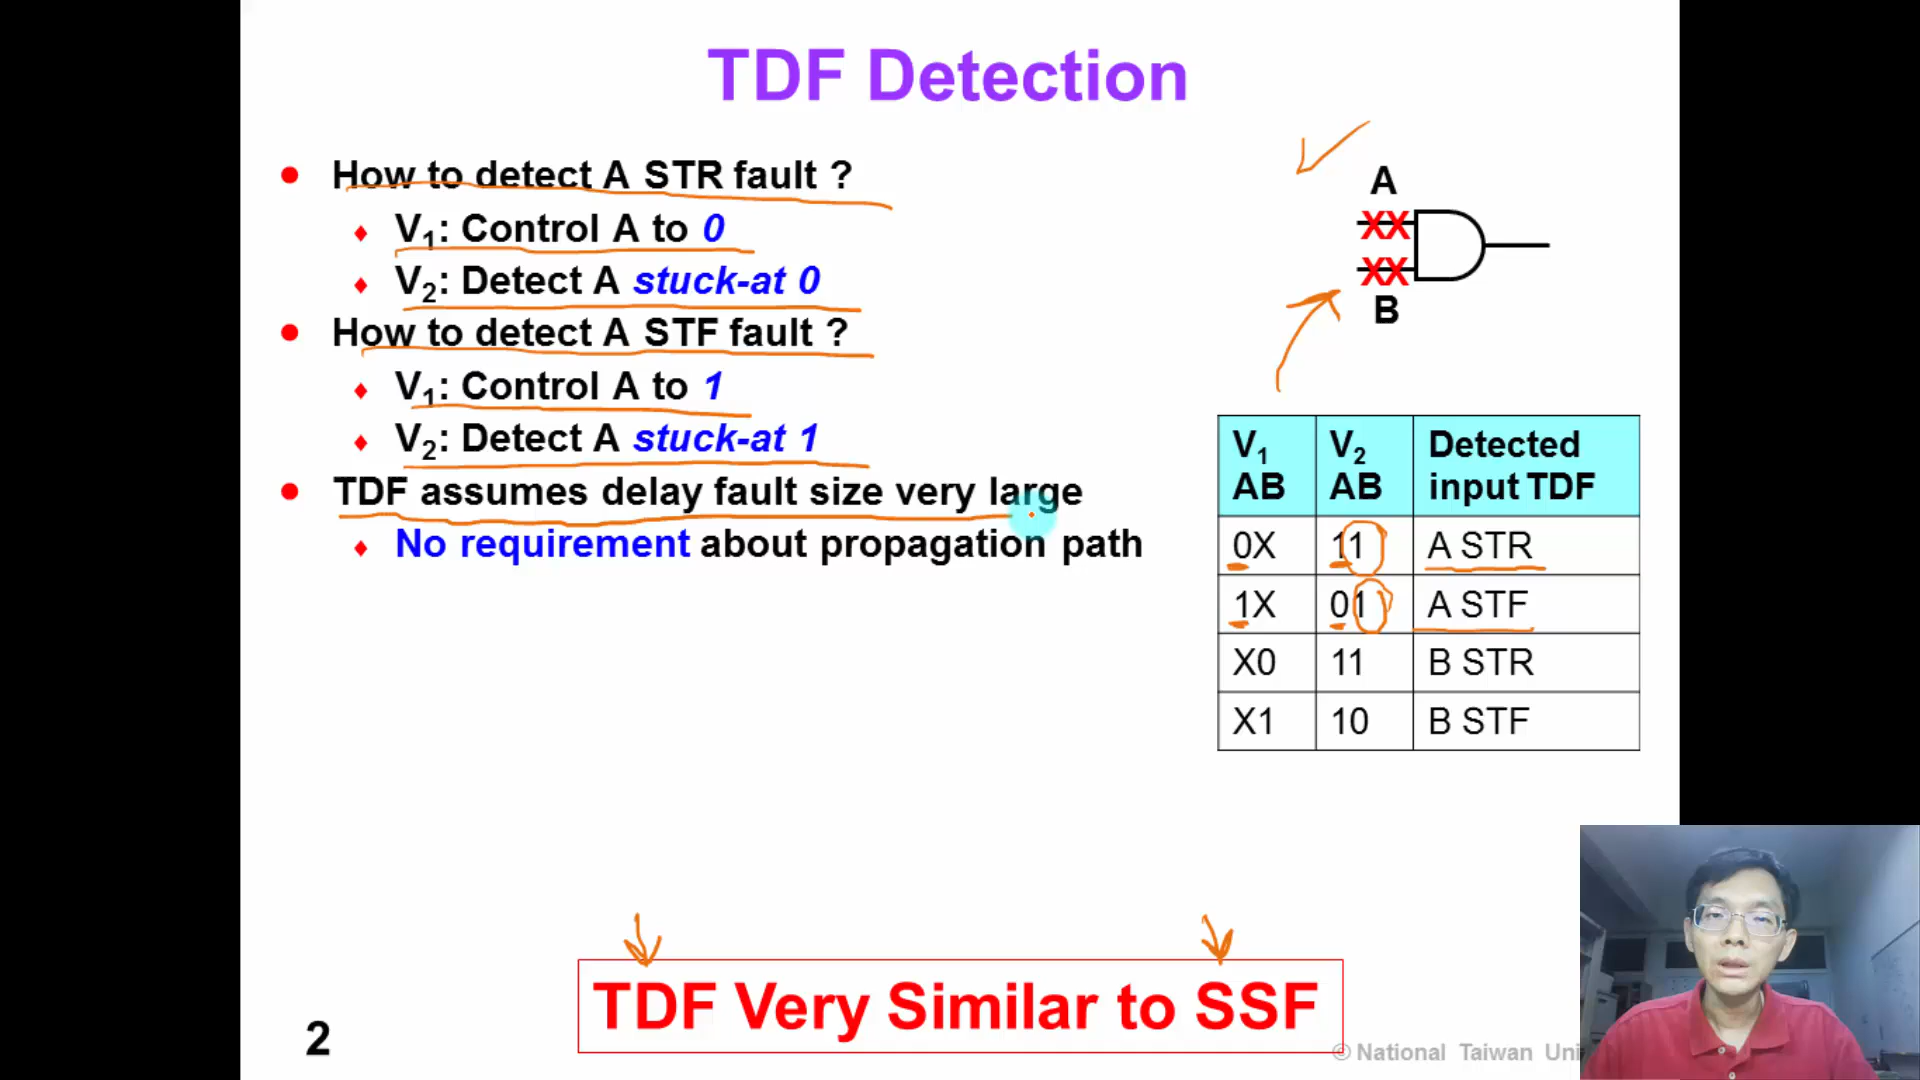 TDF Detection
How to detect A STR fault ?
V1: Control A to 0
V2: Detect A stuck-at 0
How to detect A STF fault ?
V1: Control A to 1
V2: Detect A stuck-at 1
TDF assumes delay fault size very large
No requirement about propagation path
A
XX
XX
B
V1 AB V2 AB Detected input TDF
0X 11 A STR
1X 01 A STF
X0 11 B STR
X1 10 B STF
TDF Very Similar to SSF
2
© National Taiwan Uni